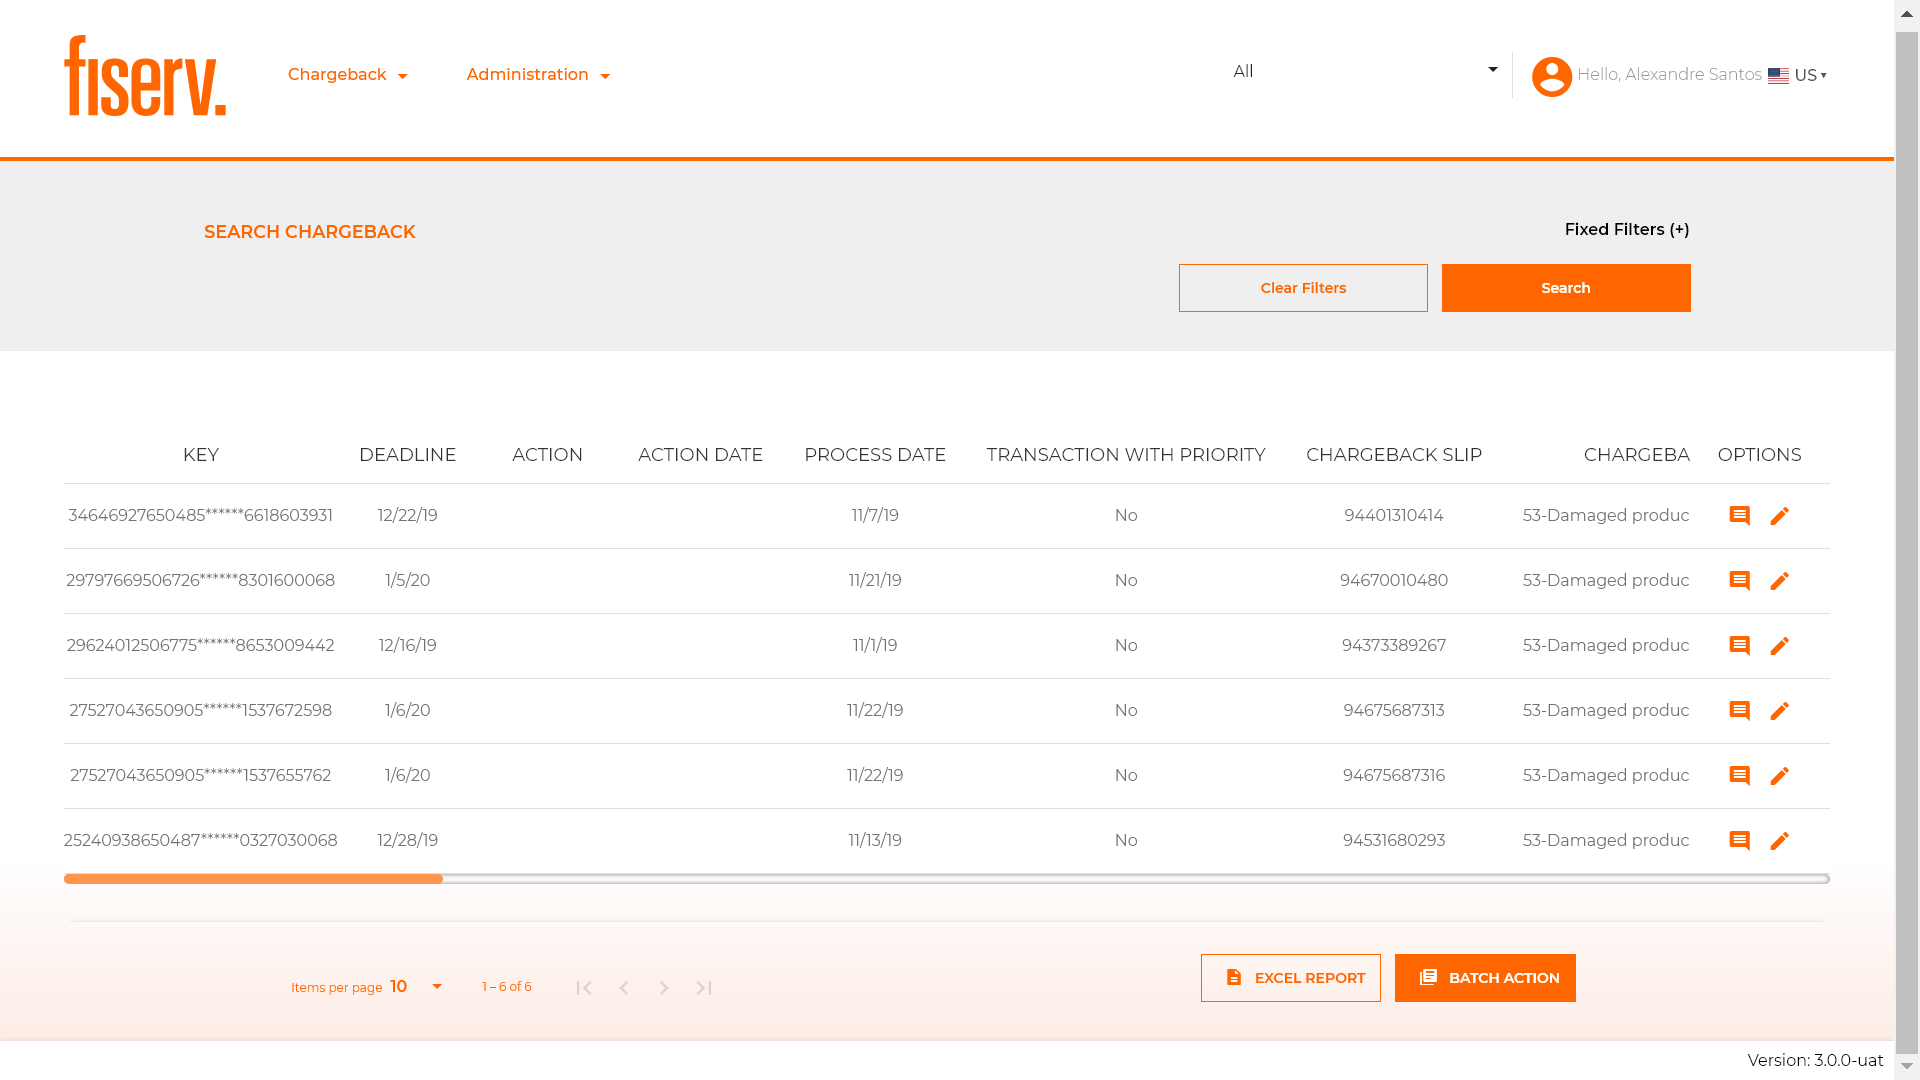 fiserv.
Chargeback
Administration
All
Hello, Alexandre Santos
US
SEARCH CHARGEBACK
Fixed Filters (+)
Clear Filters
Search
KEY DEADLINE ACTION ACTION DATE PROCESS DATE TRANSACTION WITH PRIORITY CHARGEBACK SLIP CHARGEBA OPTIONS
34646927650485******6618603931 12/22/19 11/7/19 No 94401310414 53-Damaged produc
29797669506726******8301600068 1/5/20 11/21/19 No 94670010480 53-Damaged produc
29624012506775******8653009442 12/16/19 11/1/19 No 94373389267 53-Damaged produc
27527043650905******1537672598 1/6/20 11/22/19 No 94675687313 53-Damaged produc
27527043650905******1537655762 1/6/20 11/22/19 No 94675687316 53-Damaged produc
25240938650487******0327030068 12/28/19 11/13/19 No 94531680293 53-Damaged produc
Items per page 10 1 – 6 of 6
EXCEL REPORT
BATCH ACTION
Version: 3.0.0-uat